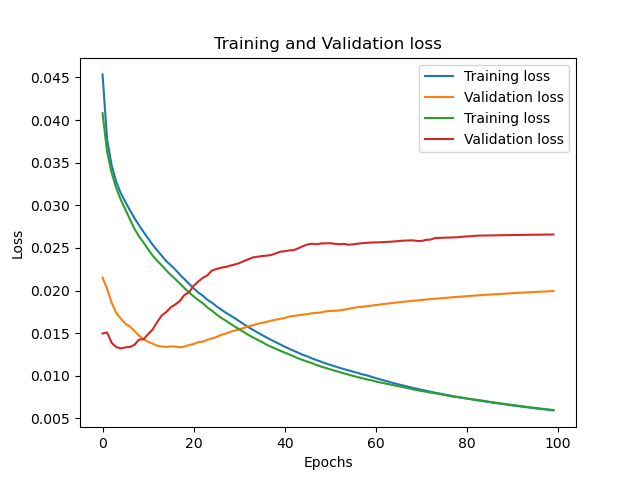 Training and Validation loss
Training loss
Validation loss
Training loss
Validation loss
Loss
0.045
0.040
0.035
0.030
0.025
0.020
0.015
0.010
0.005
0 20 40 60 80 100
Epochs